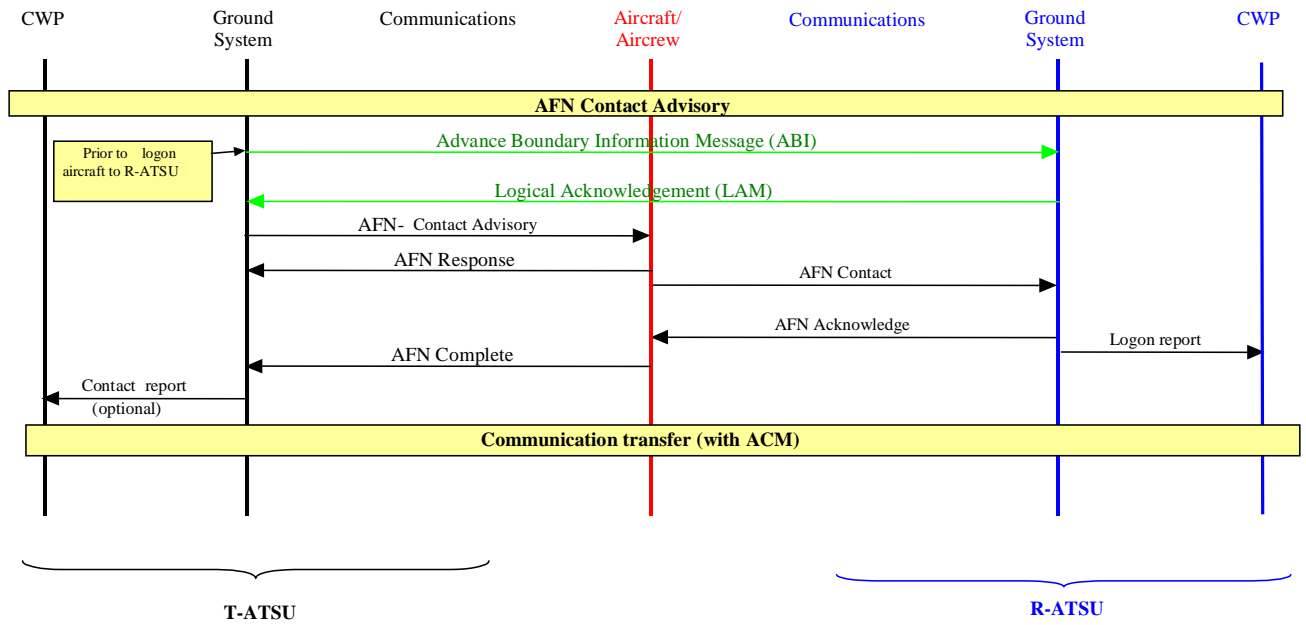 CWP
Ground
System
Communications
Aircraft/
Aircrew
Communications
Ground
System
CWP
AFN Contact Advisory
Prior to logon
aircraft to R-ATSU
Advance Boundary Information Message (ABI)
Logical Acknowledgement (LAM)
AFN- Contact Advisory
AFN Response
AFN Contact
AFN Acknowledge
Logon report
AFN Complete
Contact report
(optional)
Communication transfer (with ACM)
T-ATSU
R-ATSU